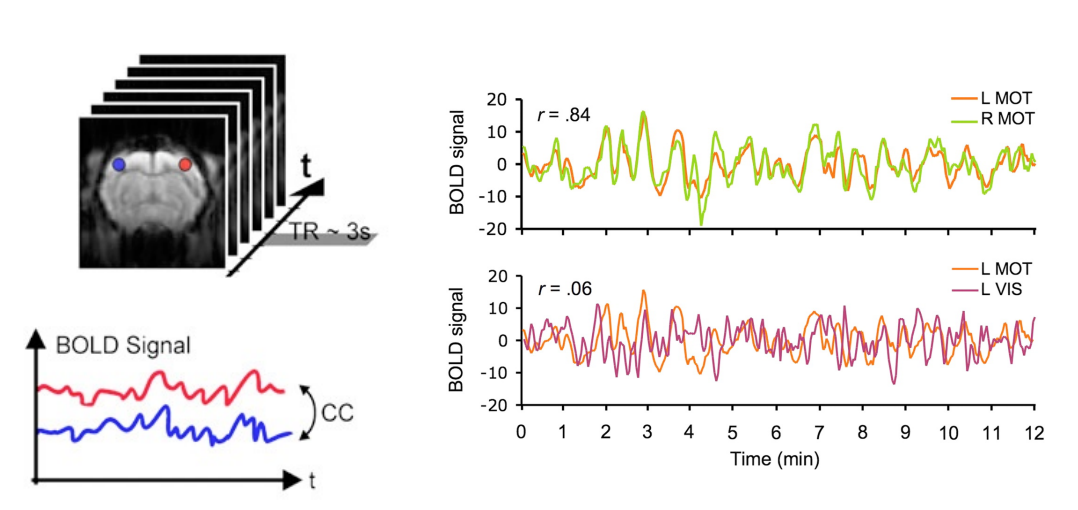 t
TR ~ 3s
BOLD Signal
CC
t
BOLD signal
20
10
0
-10
-20
r = .84
L MOT
R MOT
BOLD signal
20
10
0
-10
-20
r = .06
L MOT
L VIS
0 1 2 3 4 5 6 7 8 9 10 11 12
Time (min)